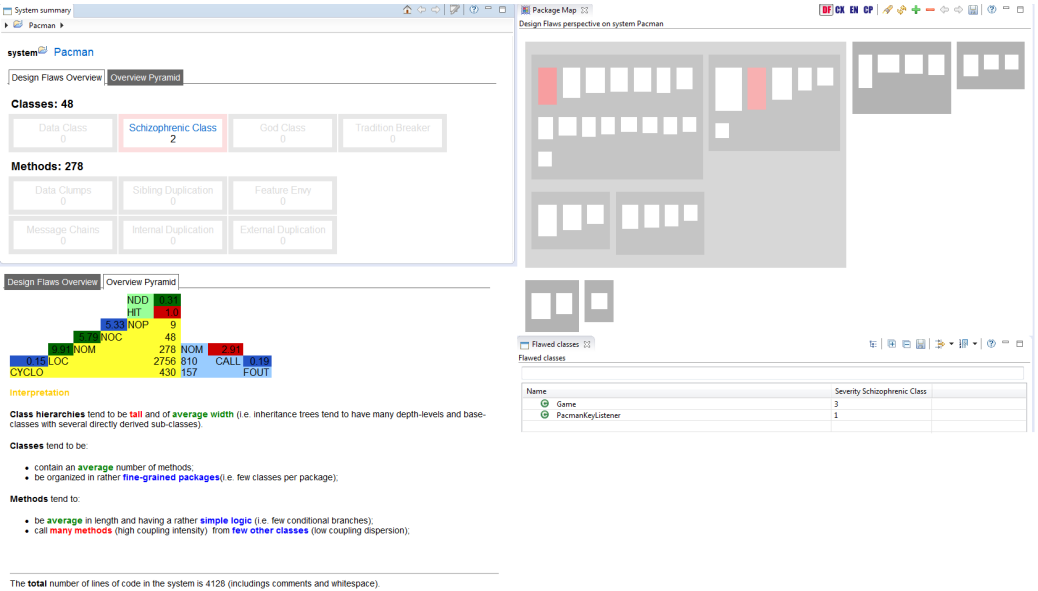 System summary
Pacman
system Pacman
Design Flaws Overview Overview Pyramid
Classes: 48
Data Class Schizophrenic Class God Class Tradition Breaker
0 2 0 0
Methods: 278
Data Clumps Sibling Duplication Feature Envy
0 0 0
Message Chains Internal Duplication External Duplication
0 0 0
Design Flaws Overview Overview Pyramid
NDD 0.31
HIT 1.0
5.33 NOP 9
5.79 NOC 48
9.91 NOM 278 NOM 2.91
0.15 LOC 2756 810 CALL 0.19
CYCLO 430 157 FOUT
Interpretation
Class hierarchies tend to be tall and of average width (i.e. inheritance trees tend to have many depth-levels and base-
classes with several directly derived sub-classes).
Classes tend to be:
• contain an average number of methods;
• be organized in rather fine-grained packages(i.e. few classes per package);
Methods tend to:
• be average in length and having a rather simple logic (i.e. few conditional branches);
• call many methods (high coupling intensity) from few other classes (low coupling dispersion);
The total number of lines of code in the system is 4128 (includings comments and whitespace).
Package Map DF CX EN CP
Design Flaws perspective on system Pacman
Flawed classes
Flawed classes
Name Severity Schizophrenic Class
Game 3
PacmanKeyListener 1